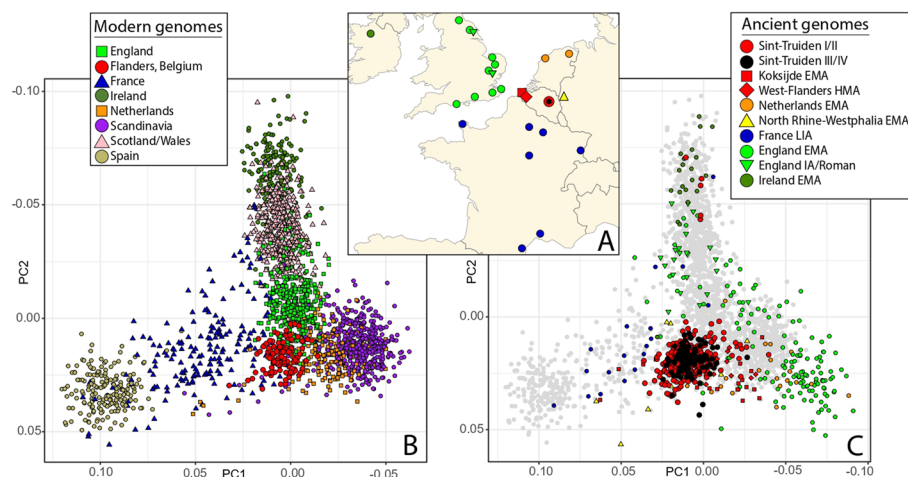 Modern genomes
England
Flanders, Belgium
France
Ireland
Netherlands
Scandinavia
Scotland/Wales
Spain
A
Ancient genomes
Sint-Truiden I/II
Sint-Truiden III/IV
Koksijde EMA
West-Flanders HMA
Netherlands EMA
North Rhine-Westphalia EMA
France LIA
England EMA
England IA/Roman
Ireland EMA
-0.10
-0.05
0.00
0.05
PC2
0.10
0.05
0.00
-0.05
PC1
B
PC2
0.00
0.05
0.10
0.05
0.00
-0.05
-0.10
PC1
C